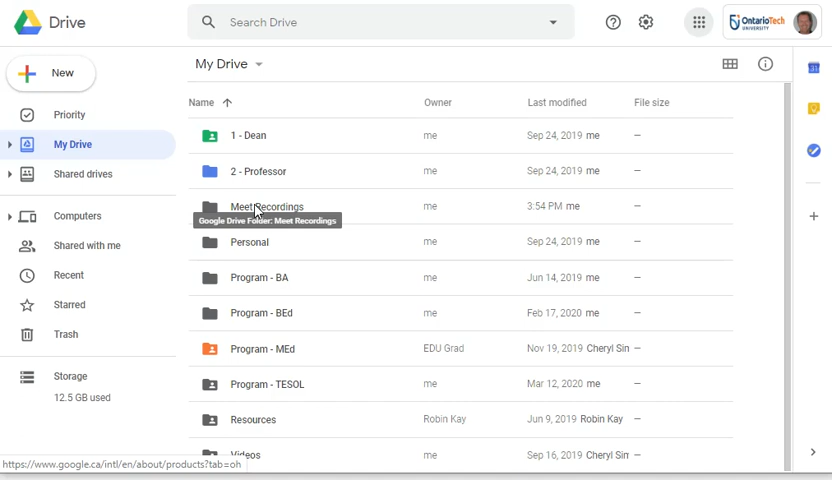 Drive
Search Drive
OntarioTech
UNIVERSITY
New
My Drive
Priority
My Drive
Shared drives
Computers
Shared with me
Recent
Starred
Trash
Storage
12.5 GB used
Name Owner Last modified File size
1 - Dean me Sep 24, 2019 me –
2 - Professor me Sep 24, 2019 me –
Meet Recordings me 3:54 PM me –
Google Drive Folder: Meet Recordings
Personal me Sep 24, 2019 me –
Program - BA me Jun 14, 2019 me –
Program - BEd me Feb 17, 2020 me –
Program - MEd EDU Grad Nov 19, 2019 Cheryl Sin –
Program - TESOL me Mar 12, 2020 me –
Resources Robin Kay Jun 9, 2019 Robin Kay –
Videos me Sep 16, 2019 Cheryl Sin –
https://www.google.ca/intl/en/about/products?tab=oh